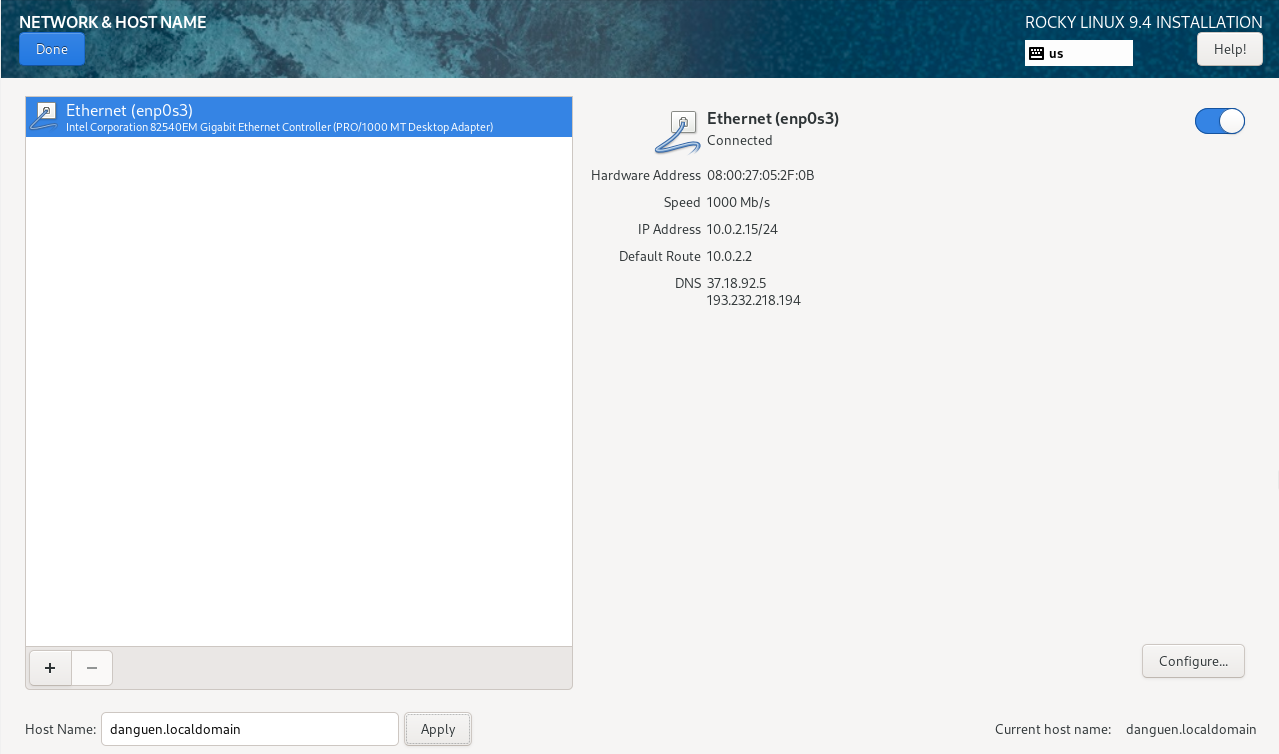 NETWORK & HOST NAME
ROCKY LINUX 9.4 INSTALLATION
Done
us
Help!
Ethernet (enp0s3)
Intel Corporation 82540EM Gigabit Ethernet Controller (PRO/1000 MT Desktop Adapter)
Ethernet (enp0s3)
Connected
Hardware Address 08:00:27:05:2F:0B
Speed 1000 Mb/s
IP Address 10.0.2.15/24
Default Route 10.0.2.2
DNS 37.18.92.5
193.232.218.194
+ −
Configure...
Host Name: danguen.localdomain Apply
Current host name: danguen.localdomain